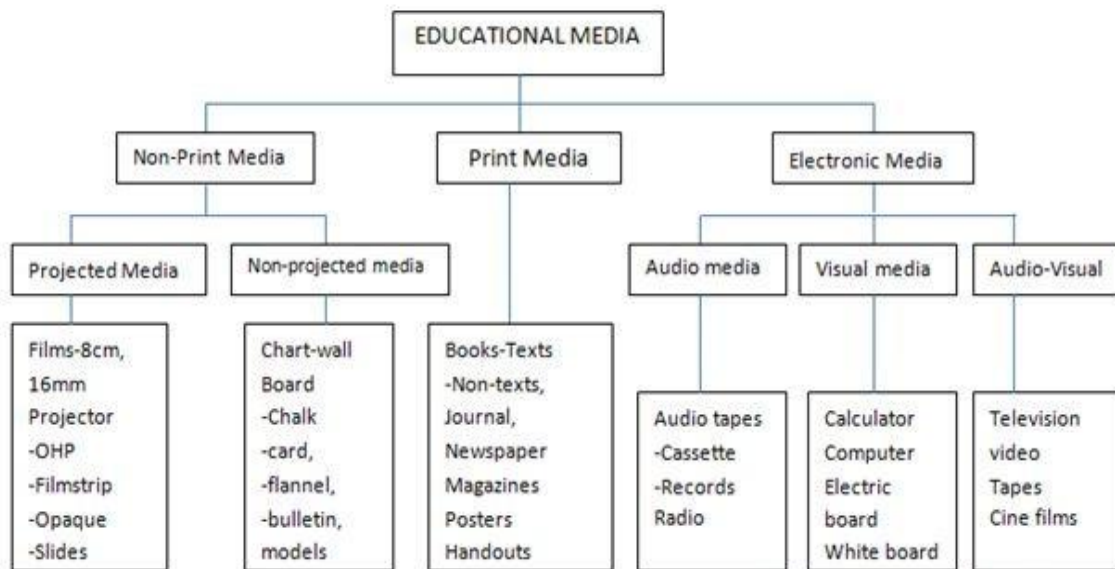 EDUCATIONAL MEDIA
Non-Print Media
Print Media
Electronic Media
Projected Media
Non-projected media
Audio media
Visual media
Audio-Visual
Films-8cm,
16mm
Projector
-OHP
-Filmstrip
-Opaque
-Slides
Chart-wall
Board
-Chalk
-card,
-flannel,
-bulletin,
models
Books-Texts
-Non-texts,
Journal,
Newspaper
Magazines
Posters
Handouts
Audio tapes
-Cassette
-Records
Radio
Calculator
Computer
Electric
board
White board
Television
video
Tapes
Cine films